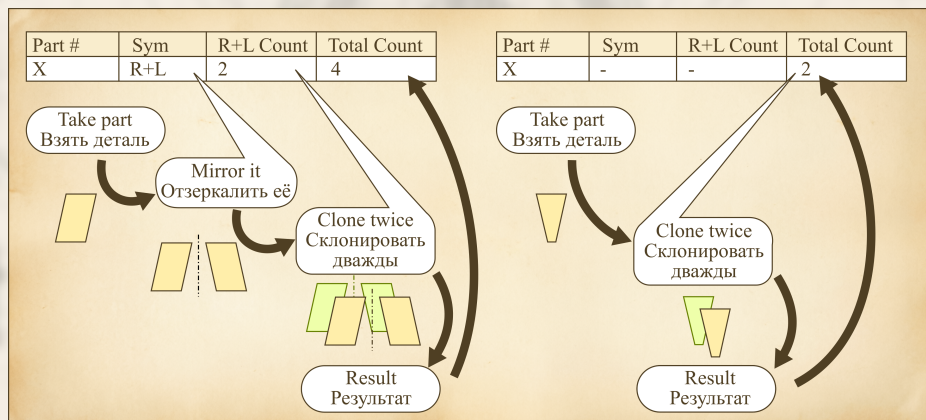 Part # Sym R+L Count Total Count
X R+L 2 4
Take part
Взять деталь
Mirror it
Отзеркалить её
Clone twice
Склонировать
дважды
Result
Результат
Part # Sym R+L Count Total Count
X - - 2
Take part
Взять деталь
Clone twice
Склонировать
дважды
Result
Результат